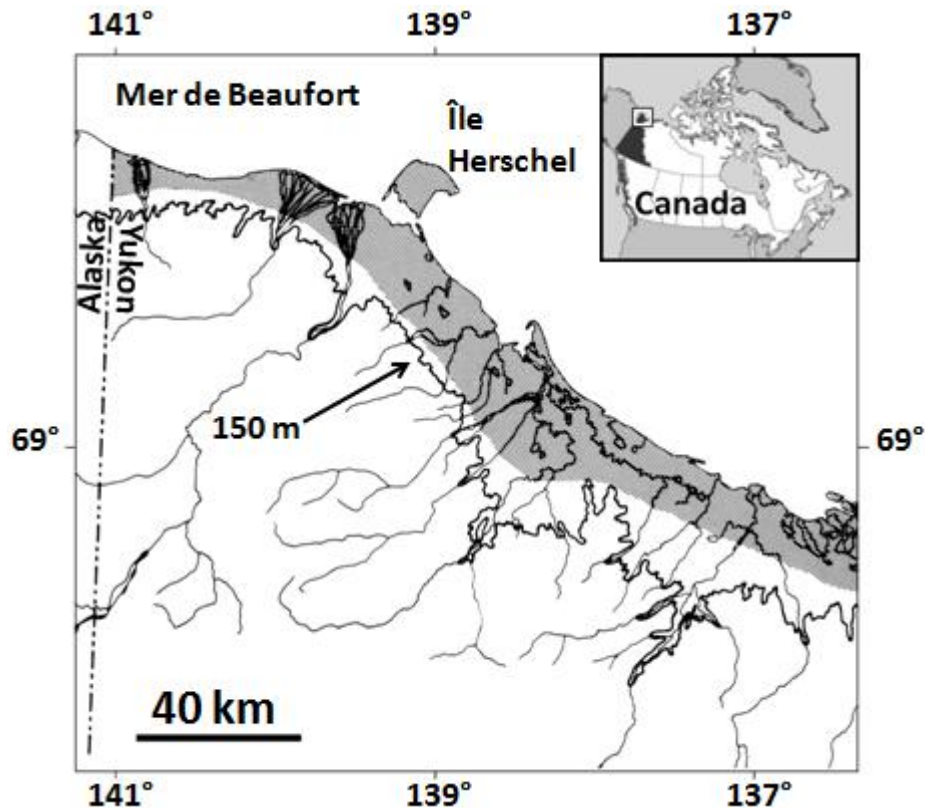 141°
139°
137°
Mer de Beaufort
Île
Herschel
Canada
Alaska
Yukon
150 m
69°
69°
40 km
141°
139°
137°